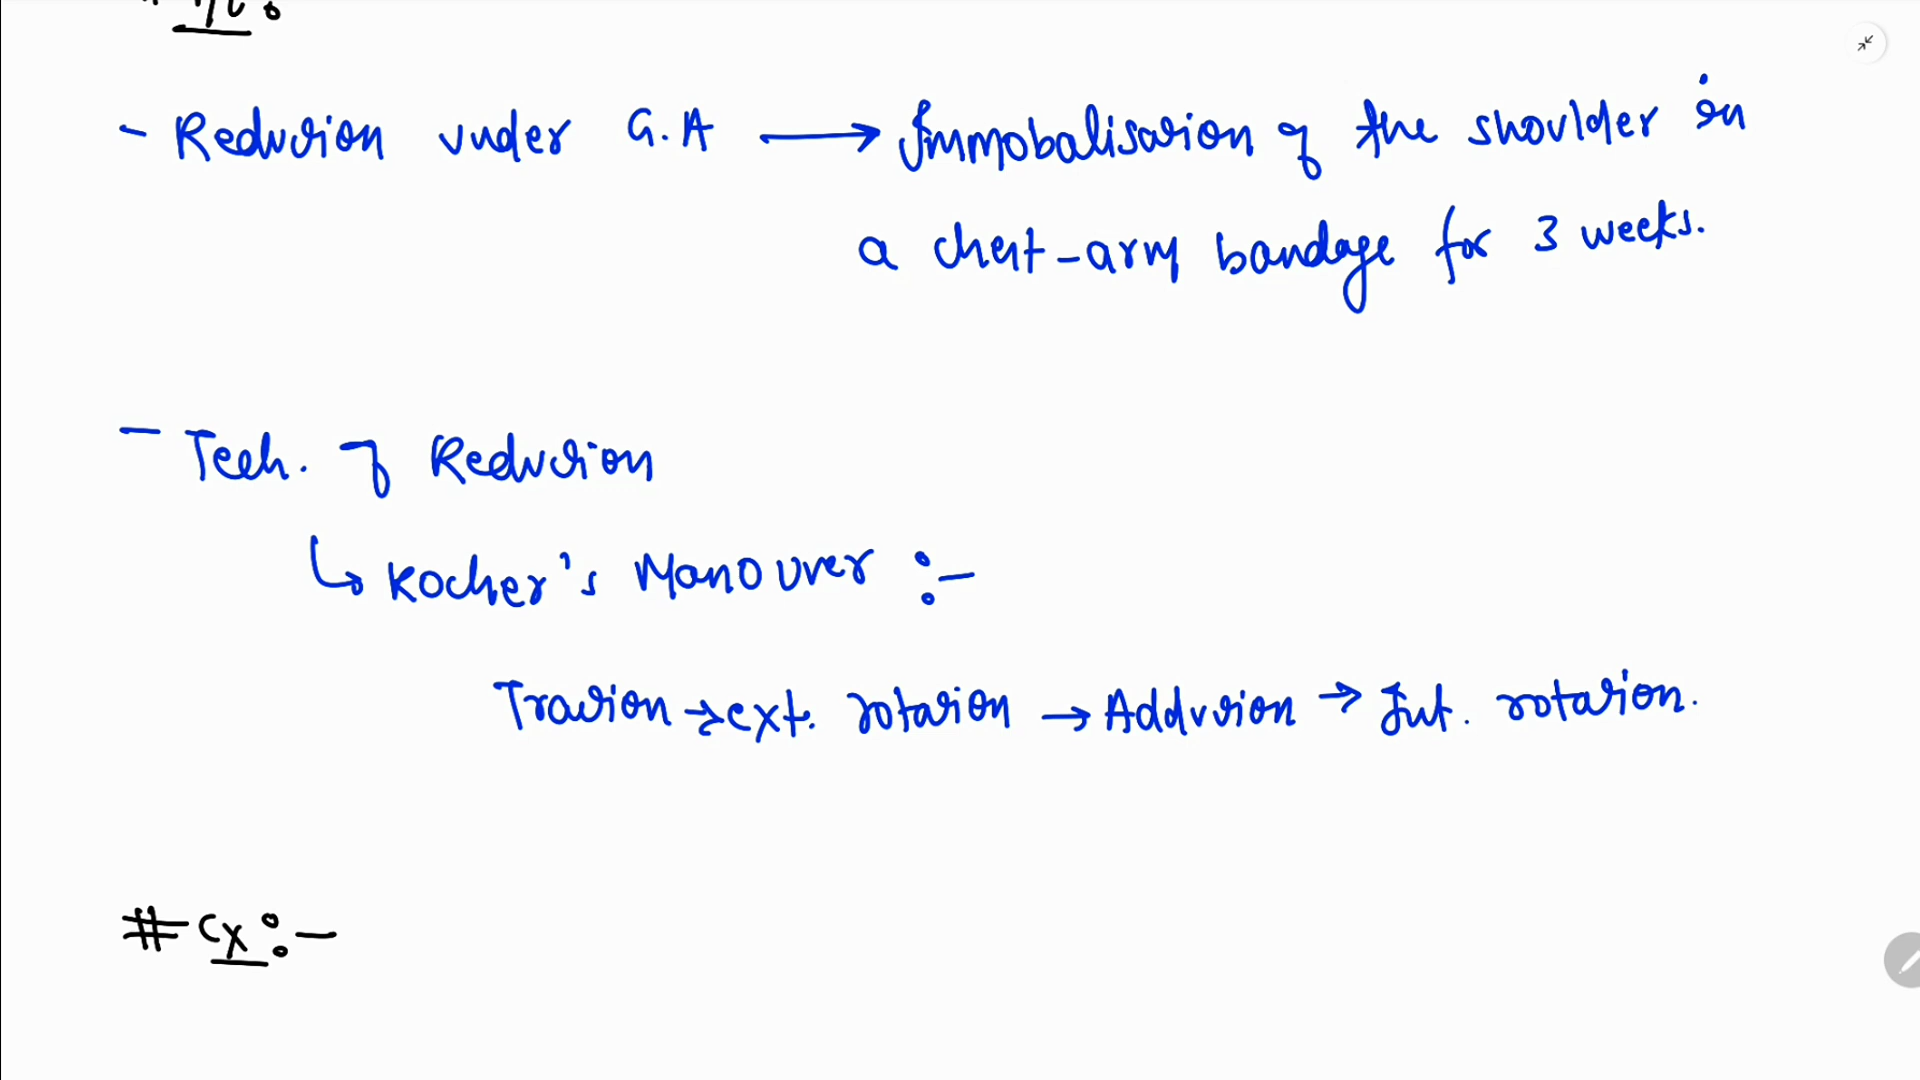 - Reduction under G.A → Immobalisation of the shoulder in
a chest-arm bandage for 3 weeks.
- Tech. of Reduction
↳ Kocher's Manouver :-
Traction → ext. rotation → Adduction → Int. rotation.
# Cx :-